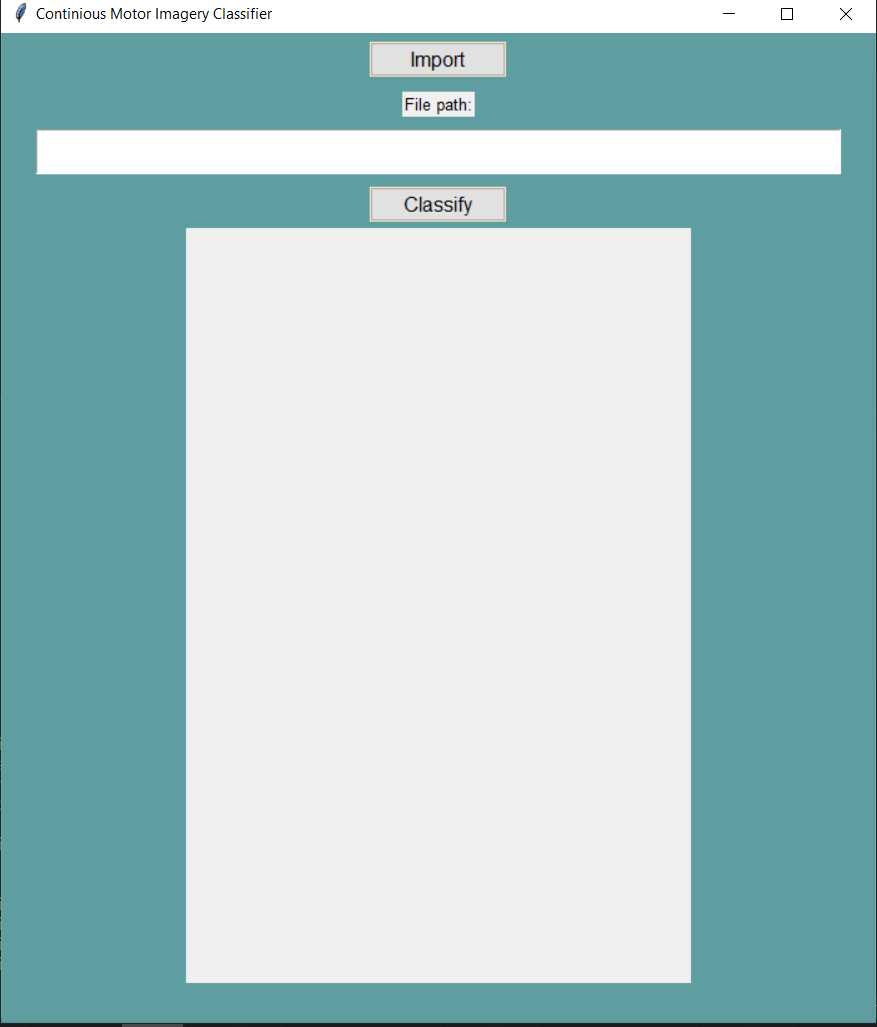 Continious Motor Imagery Classifier
Import
File path:
Classify